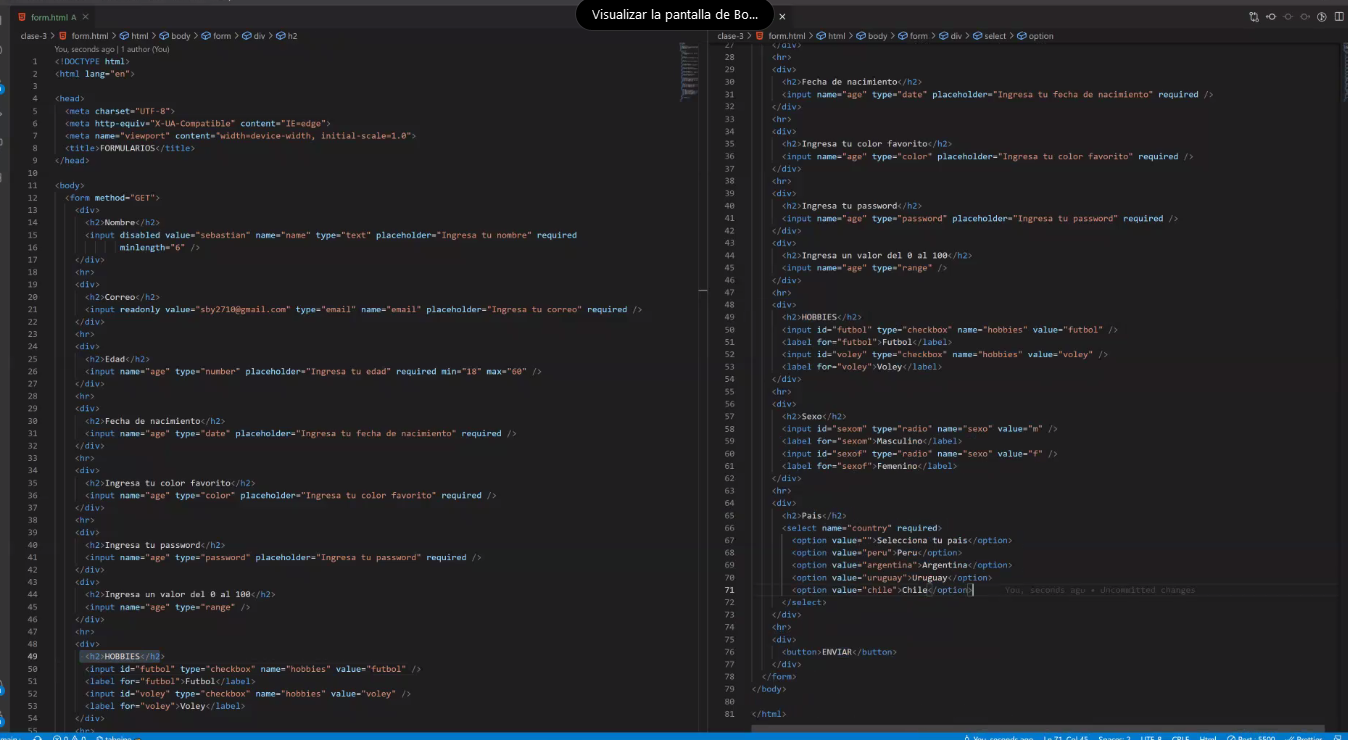 form.html A
Visualizar la pantalla de Bo...
clase-3 > form.html > html > body > form > div > h2
You, seconds ago | 1 author (You)
1 <!DOCTYPE html>
2 <html lang="en">
3
4 <head>
5 <meta charset="UTF-8">
6 <meta http-equiv="X-UA-Compatible" content="IE=edge">
7 <meta name="viewport" content="width=device-width, initial-scale=1.0">
8 <title>FORMULARIOS</title>
9 </head>
10
11 <body>
12 <form method="GET">
13 <div>
14 <h2>Nombre</h2>
15 <input disabled value="sebastian" name="name" type="text" placeholder="Ingresa tu nombre" required
16 minlength="6" />
17 </div>
18 <hr>
19 <div>
20 <h2>Correo</h2>
21 <input readonly value="sby2710@gmail.com" type="email" name="email" placeholder="Ingresa tu correo" required />
22 </div>
23 <hr>
24 <div>
25 <h2>Edad</h2>
26 <input name="age" type="number" placeholder="Ingresa tu edad" required min="18" max="60" />
27 </div>
28 <hr>
29 <div>
30 <h2>Fecha de nacimiento</h2>
31 <input name="age" type="date" placeholder="Ingresa tu fecha de nacimiento" required />
32 </div>
33 <hr>
34 <div>
35 <h2>Ingresa tu color favorito</h2>
36 <input name="age" type="color" placeholder="Ingresa tu color favorito" required />
37 </div>
38 <hr>
39 <div>
40 <h2>Ingresa tu password</h2>
41 <input name="age" type="password" placeholder="Ingresa tu password" required />
42 </div>
43 <div>
44 <h2>Ingresa un valor del 0 al 100</h2>
45 <input name="age" type="range" />
46 </div>
47 <hr>
48 <div>
49 <h2>HOBBIES</h2>
50 <input id="futbol" type="checkbox" name="hobbies" value="futbol" />
51 <label for="futbol">Futbol</label>
52 <input id="voley" type="checkbox" name="hobbies" value="voley" />
53 <label for="voley">Voley</label>
54 </div>
55 <hr>
clase-3 > form.html > html > body > form > div > select > option
27 </div>
28 <hr>
29 <div>
30 <h2>Fecha de nacimiento</h2>
31 <input name="age" type="date" placeholder="Ingresa tu fecha de nacimiento" required />
32 </div>
33 <hr>
34 <div>
35 <h2>Ingresa tu color favorito</h2>
36 <input name="age" type="color" placeholder="Ingresa tu color favorito" required />
37 </div>
38 <hr>
39 <div>
40 <h2>Ingresa tu password</h2>
41 <input name="age" type="password" placeholder="Ingresa tu password" required />
42 </div>
43 <div>
44 <h2>Ingresa un valor del 0 al 100</h2>
45 <input name="age" type="range" />
46 </div>
47 <hr>
48 <div>
49 <h2>HOBBIES</h2>
50 <input id="futbol" type="checkbox" name="hobbies" value="futbol" />
51 <label for="futbol">Futbol</label>
52 <input id="voley" type="checkbox" name="hobbies" value="voley" />
53 <label for="voley">Voley</label>
54 </div>
55 <hr>
56 <div>
57 <h2>Sexo</h2>
58 <input id="sexom" type="radio" name="sexo" value="m" />
59 <label for="sexom">Masculino</label>
60 <input id="sexof" type="radio" name="sexo" value="f" />
61 <label for="sexof">Femenino</label>
62 </div>
63 <hr>
64 <div>
65 <h2>Pais</h2>
66 <select name="country" required>
67 <option value="">Selecciona tu pais</option>
68 <option value="peru">Peru</option>
69 <option value="argentina">Argentina</option>
70 <option value="uruguay">Uruguay</option>
71 <option value="chile">Chile</option> You, seconds ago • Uncommitted changes
72 </select>
73 </div>
74 <hr>
75 <div>
76 <button>ENVIAR</button>
77 </div>
78 </form>
79 </body>
80
81 </html>
You, seconds ago Ln 71, Col 45 Spaces: 2 UTF-8 CRLF Html Port : 5500 Prettier